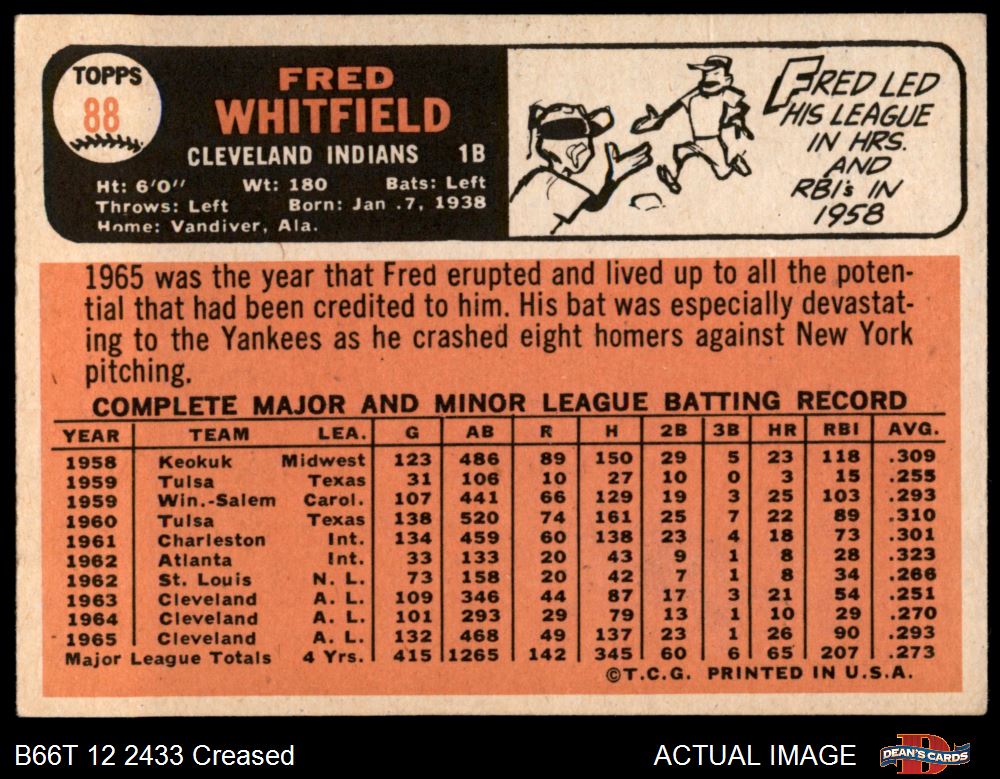 TOPPS
88
FRED
WHITFIELD
CLEVELAND INDIANS 1B
Ht: 6'0" Wt: 180 Bats: Left
Throws: Left Born: Jan .7, 1938
Home: Vandiver, Ala.
FRED LED
HIS LEAGUE
IN HRS.
AND
RBI's IN
1958
1965 was the year that Fred erupted and lived up to all the poten-
tial that had been credited to him. His bat was especially devastat-
ing to the Yankees as he crashed eight homers against New York
pitching.
COMPLETE MAJOR AND MINOR LEAGUE BATTING RECORD
YEAR TEAM LEA. G AB R H 2B 3B HR RBI AVG.
1958 Keokuk Midwest 123 486 89 150 29 5 23 118 .309
1959 Tulsa Texas 31 106 10 27 10 0 3 15 .255
1959 Win.-Salem Carol. 107 441 66 129 19 3 25 103 .293
1960 Tulsa Texas 138 520 74 161 25 7 22 89 .310
1961 Charleston Int. 134 459 60 138 23 4 18 73 .301
1962 Atlanta Int. 33 133 20 43 9 1 8 28 .323
1962 St. Louis N. L. 73 158 20 42 7 1 8 34 .266
1963 Cleveland A. L. 109 346 44 87 17 3 21 54 .251
1964 Cleveland A. L. 101 293 29 79 13 1 10 29 .270
1965 Cleveland A. L. 132 468 49 137 23 1 26 90 .293
Major League Totals 4 Yrs. 415 1265 142 345 60 6 65 207 .273
©T.C.G. PRINTED IN U.S.A.
B66T 12 2433 Creased ACTUAL IMAGE
DEAN'S CARDS